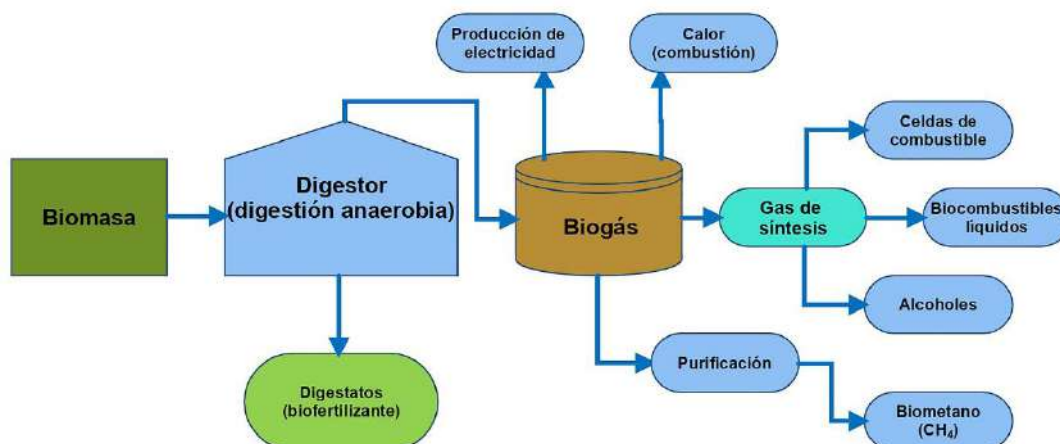 Producción de
electricidad
Calor
(combustión)
Biomasa
Digestor
(digestión anaerobia)
Biogás
Gas de
síntesis
Celdas de
combustible
Biocombustibles
líquidos
Alcoholes
Purificación
Digestatos
(biofertilizante)
Biometano
(CH₄)